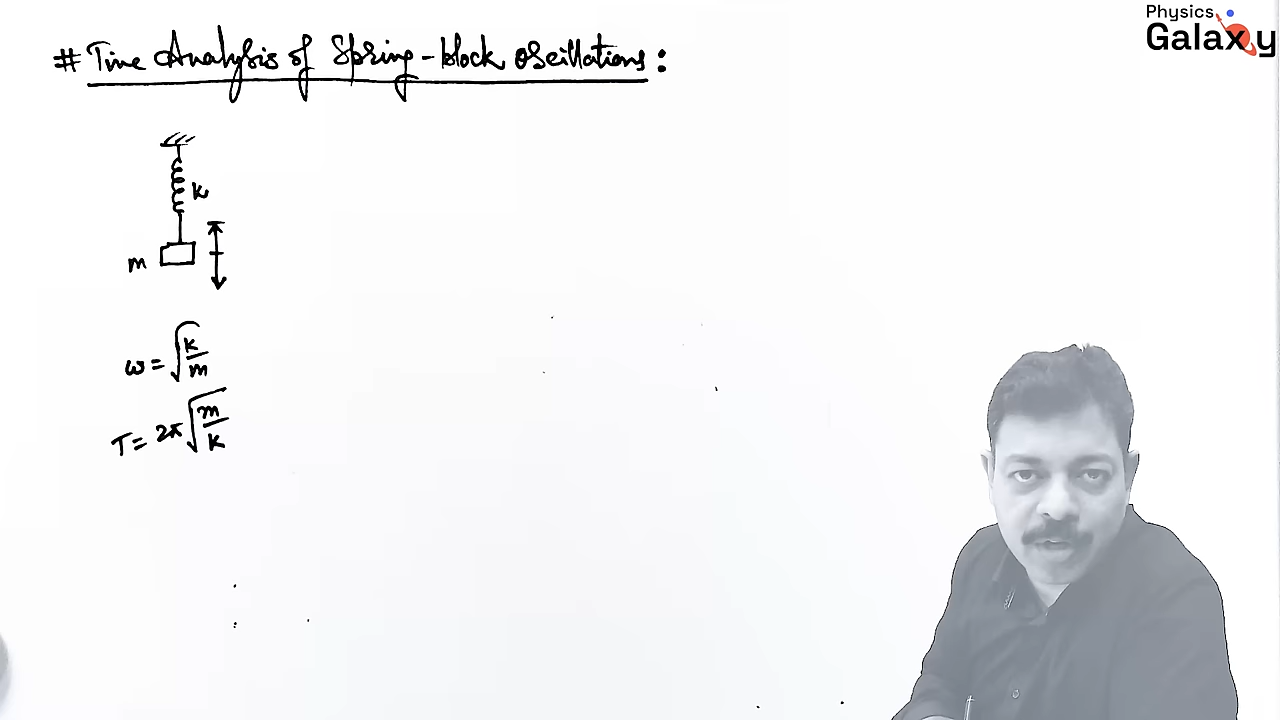 # Time Analysis of Spring-block oscillations :
Physics
Galaxy
k
m
ω = √(k/m)
T = 2π√(m/k)